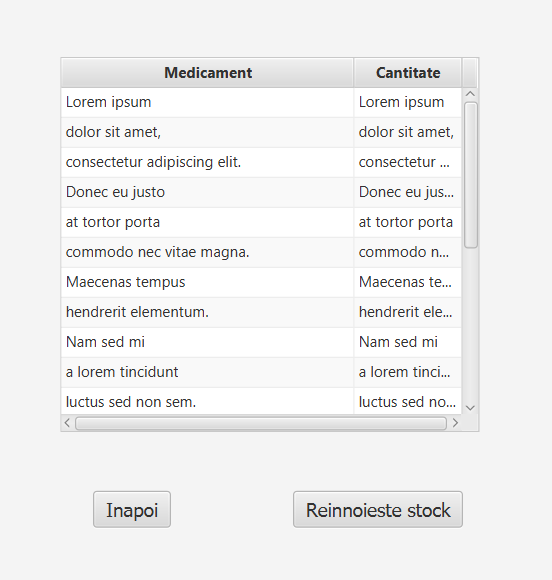 Medicament Cantitate
Lorem ipsum Lorem ipsum
dolor sit amet, dolor sit amet,
consectetur adipiscing elit. consectetur ...
Donec eu justo Donec eu jus...
at tortor porta at tortor porta
commodo nec vitae magna. commodo n...
Maecenas tempus Maecenas te...
hendrerit elementum. hendrerit ele...
Nam sed mi Nam sed mi
a lorem tincidunt a lorem tinci...
luctus sed non sem. luctus sed no...
Inapoi Reinnoieste stock